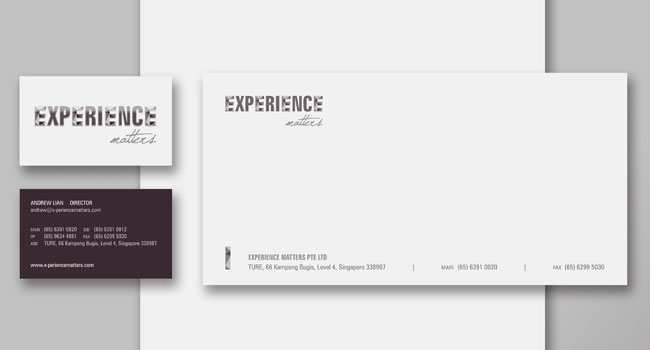 EXPERIENCE
matters
ANDREW LIAN DIRECTOR
andrew@x-periencematters.com
MAIN (65) 6391 0820 DID (65) 6391 0812
HP (65) 9634 4881 FAX (65) 6299 5030
ADD TURE, 66 Kampong Bugis, Level 4, Singapore 338987
www.x-periencematters.com
EXPERIENCE
matters
EXPERIENCE MATTERS PTE LTD
TURE, 66 Kampong Bugis, Level 4, Singapore 338987 | MAIN (65) 6391 0820 | FAX (65) 6299 5030